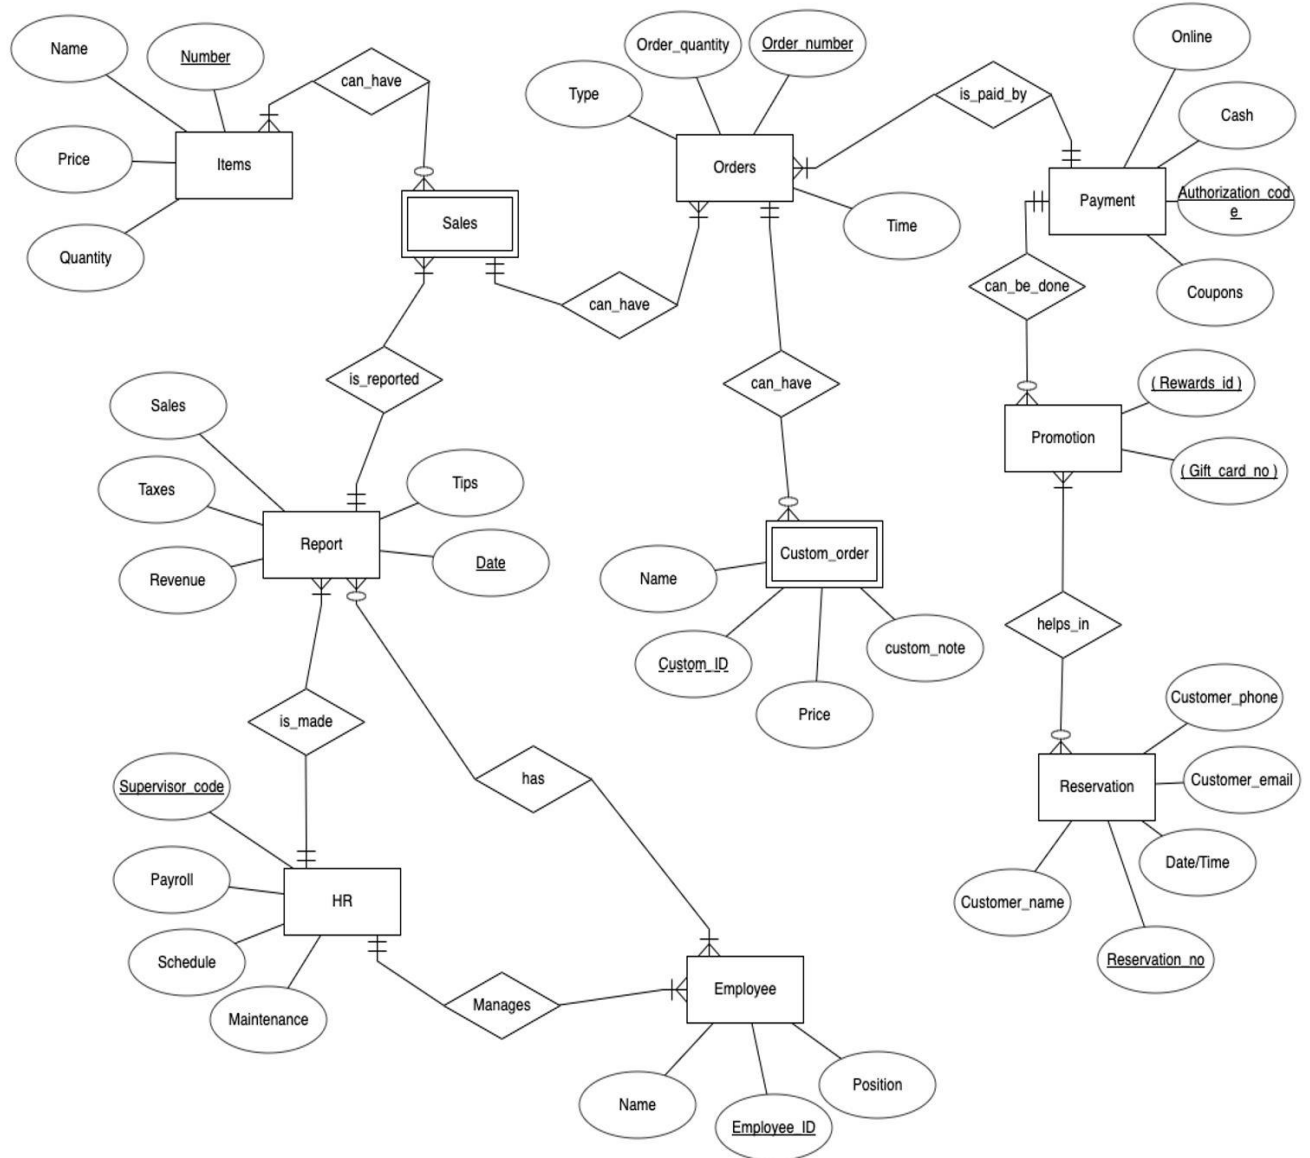 Online
Name
Number
Order_quantity
Order_number
can_have
Type
is_paid_by
Cash
Price
Items
Orders
Payment
Authorization_cod
e
Sales
Time
Quantity
can_be_done
Coupons
can_have
is_reported
can_have
( Rewards_id )
Sales
Promotion
( Gift_card_no )
Tips
Taxes
Report
Date
Custom_order
Revenue
Name
helps_in
custom_note
Custom_ID
Customer_phone
Price
is_made
has
Customer_email
Supervisor_code
Reservation
Date/Time
Payroll
HR
Customer_name
Schedule
Reservation_no
Employee
Manages
Maintenance
Position
Name
Employee_ID